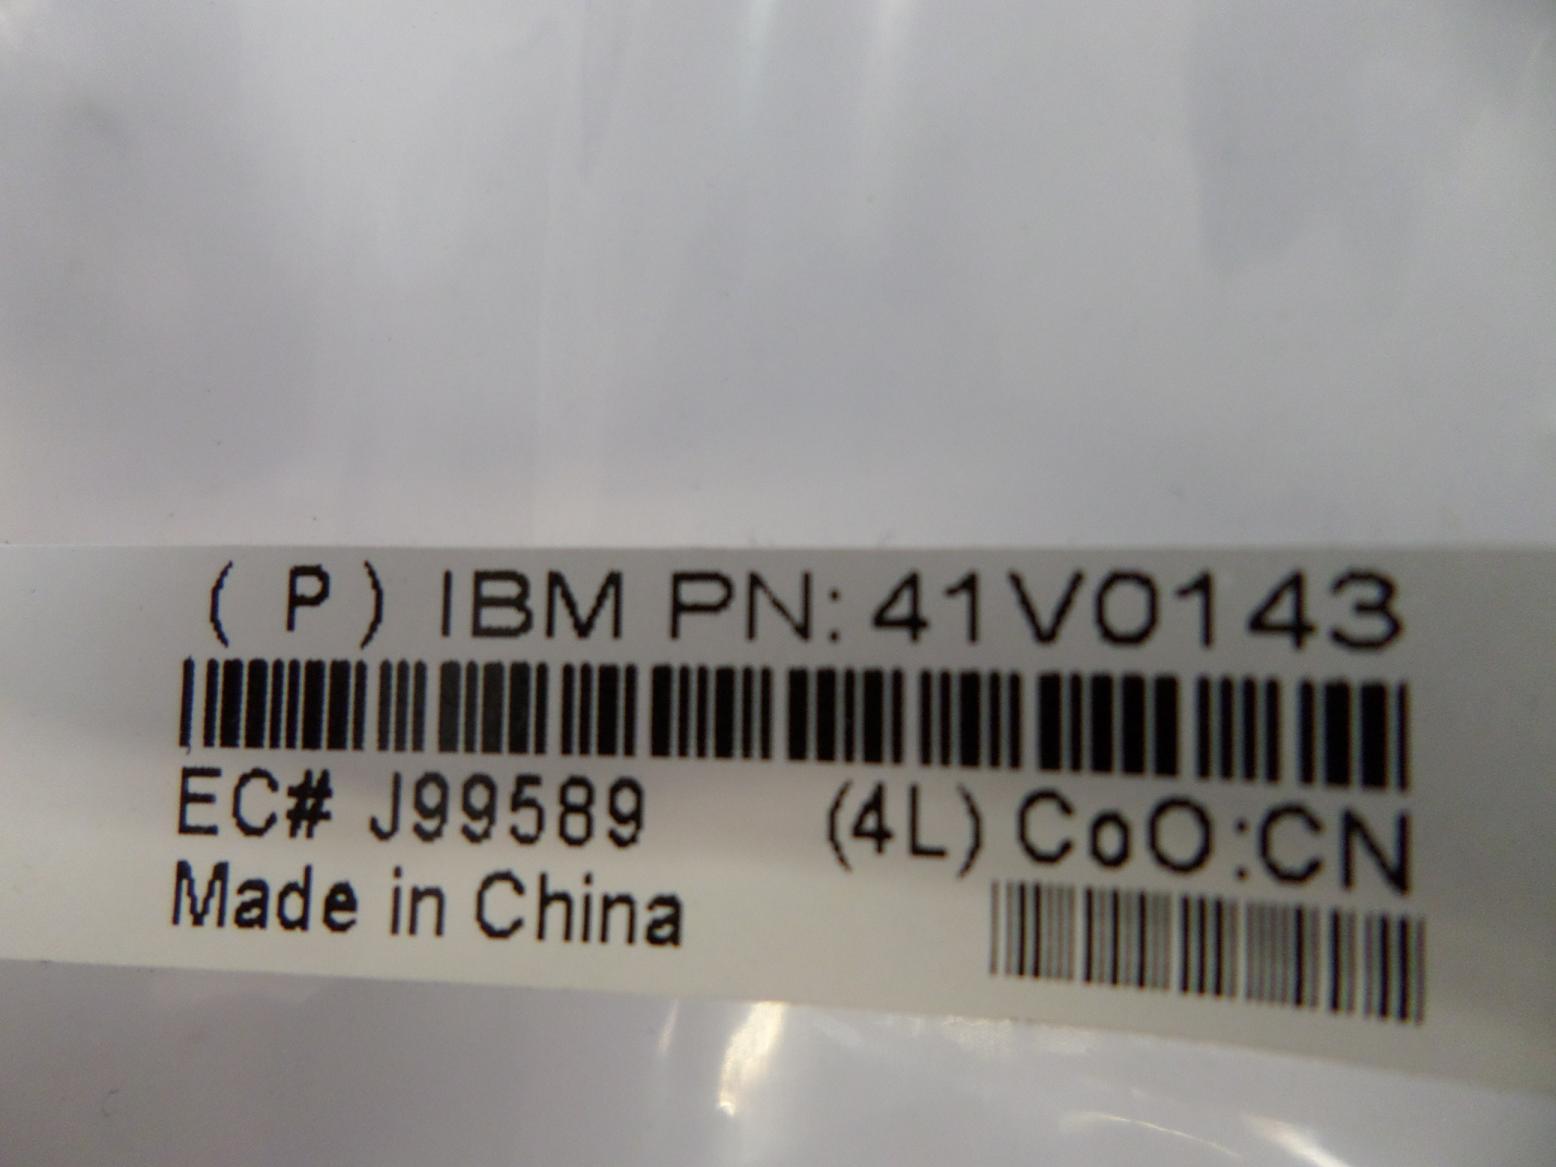 ( P ) IBM PN: 41V0143
EC# J99589 (4L) CoO:CN
Made in China